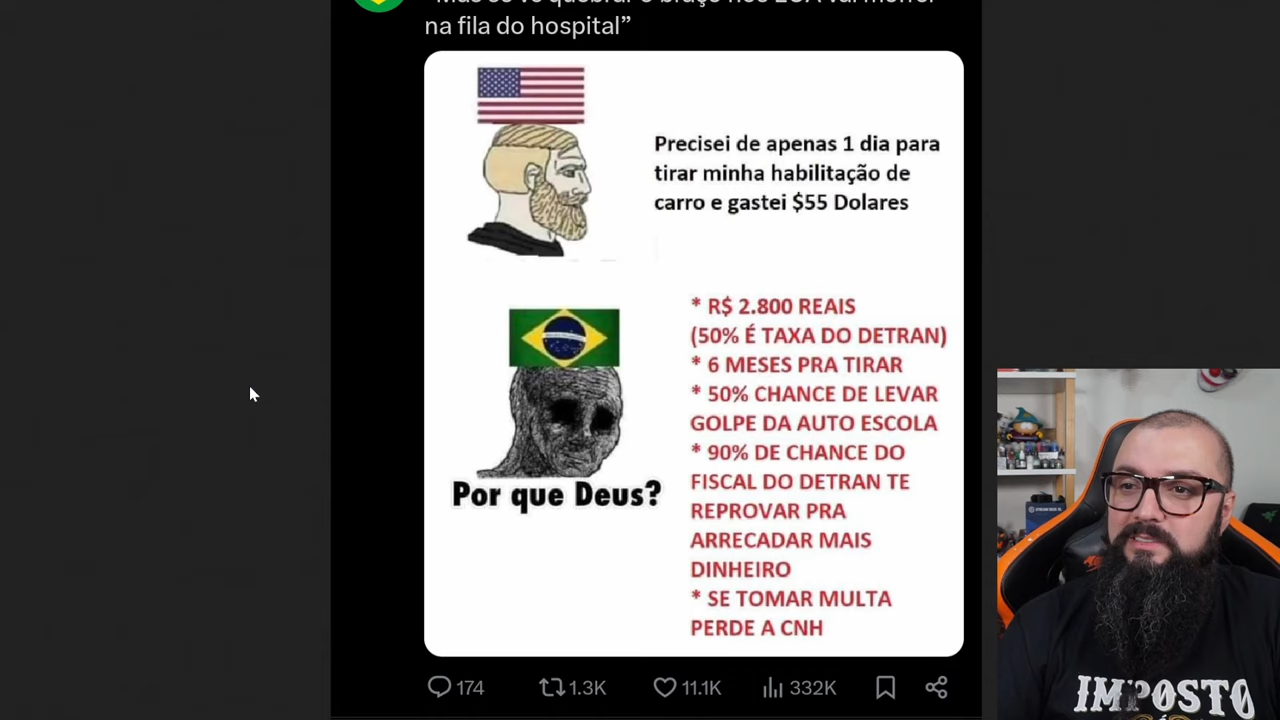 na fila do hospital”
Precisei de apenas 1 dia para
tirar minha habilitação de
carro e gastei $55 Dolares
* R$ 2.800 REAIS
(50% É TAXA DO DETRAN)
* 6 MESES PRA TIRAR
* 50% CHANCE DE LEVAR
GOLPE DA AUTO ESCOLA
* 90% DE CHANCE DO
FISCAL DO DETRAN TE
REPROVAR PRA
ARRECADAR MAIS
DINHEIRO
* SE TOMAR MULTA
PERDE A CNH
Por que Deus?
174
1.3K
11.1K
332K
IMPOSTO